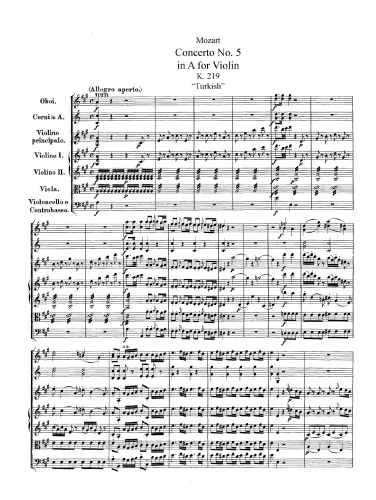 Mozart
Concerto No. 5
in A for Violin
K. 219
"Turkish"
(Allegro aperto.)
Oboi.
Corni in A.
Violino
principale.
Violino I.
Violino II.
Viola.
Violoncello e
Contrabasso.